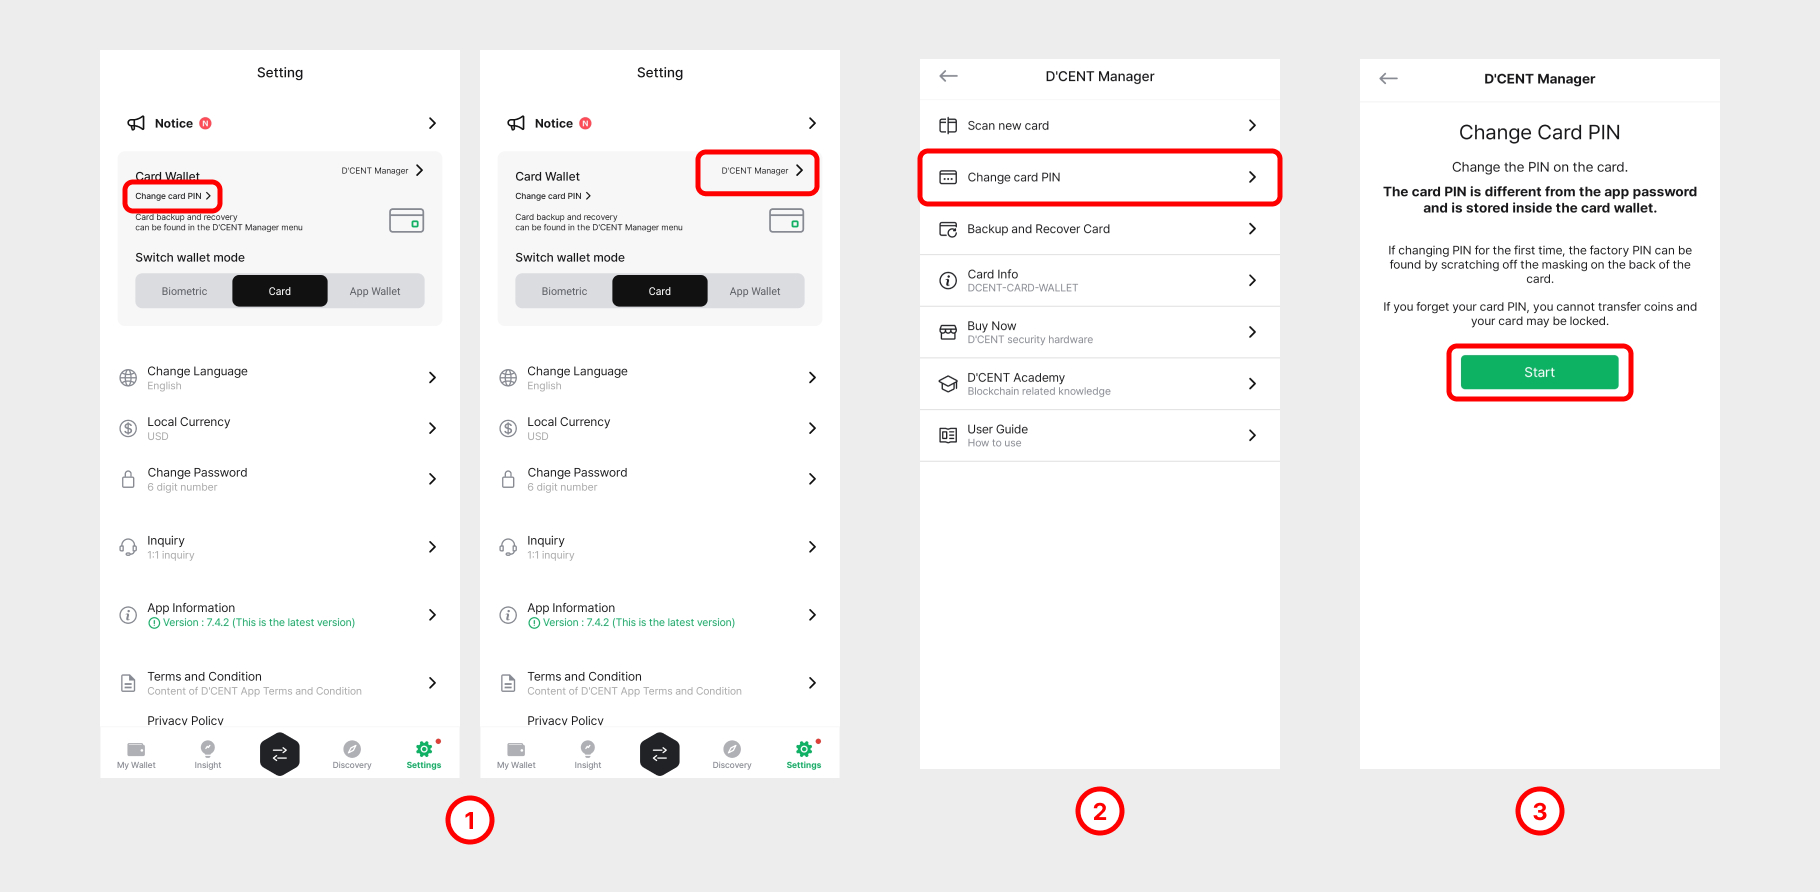 Setting
Notice N
Card Wallet
D'CENT Manager
Change card PIN
Card backup and recovery
can be found in the D'CENT Manager menu
Switch wallet mode
Biometric Card App Wallet
Change Language
English
Local Currency
USD
Change Password
6 digit number
Inquiry
1:1 inquiry
App Information
Version : 7.4.2 (This is the latest version)
Terms and Condition
Content of D'CENT App Terms and Condition
Privacy Policy
My Wallet Insight Discovery Settings
Setting
Notice N
Card Wallet
D'CENT Manager
Change card PIN
Card backup and recovery
can be found in the D'CENT Manager menu
Switch wallet mode
Biometric Card App Wallet
Change Language
English
Local Currency
USD
Change Password
6 digit number
Inquiry
1:1 inquiry
App Information
Version : 7.4.2 (This is the latest version)
Terms and Condition
Content of D'CENT App Terms and Condition
Privacy Policy
My Wallet Insight Discovery Settings
1
D'CENT Manager
Scan new card
Change card PIN
Backup and Recover Card
Card Info
DCENT-CARD-WALLET
Buy Now
D'CENT security hardware
D'CENT Academy
Blockchain related knowledge
User Guide
How to use
2
D'CENT Manager
Change Card PIN
Change the PIN on the card.
The card PIN is different from the app password
and is stored inside the card wallet.
If changing PIN for the first time, the factory PIN can be
found by scratching off the masking on the back of the
card.
If you forget your card PIN, you cannot transfer coins and
your card may be locked.
Start
3